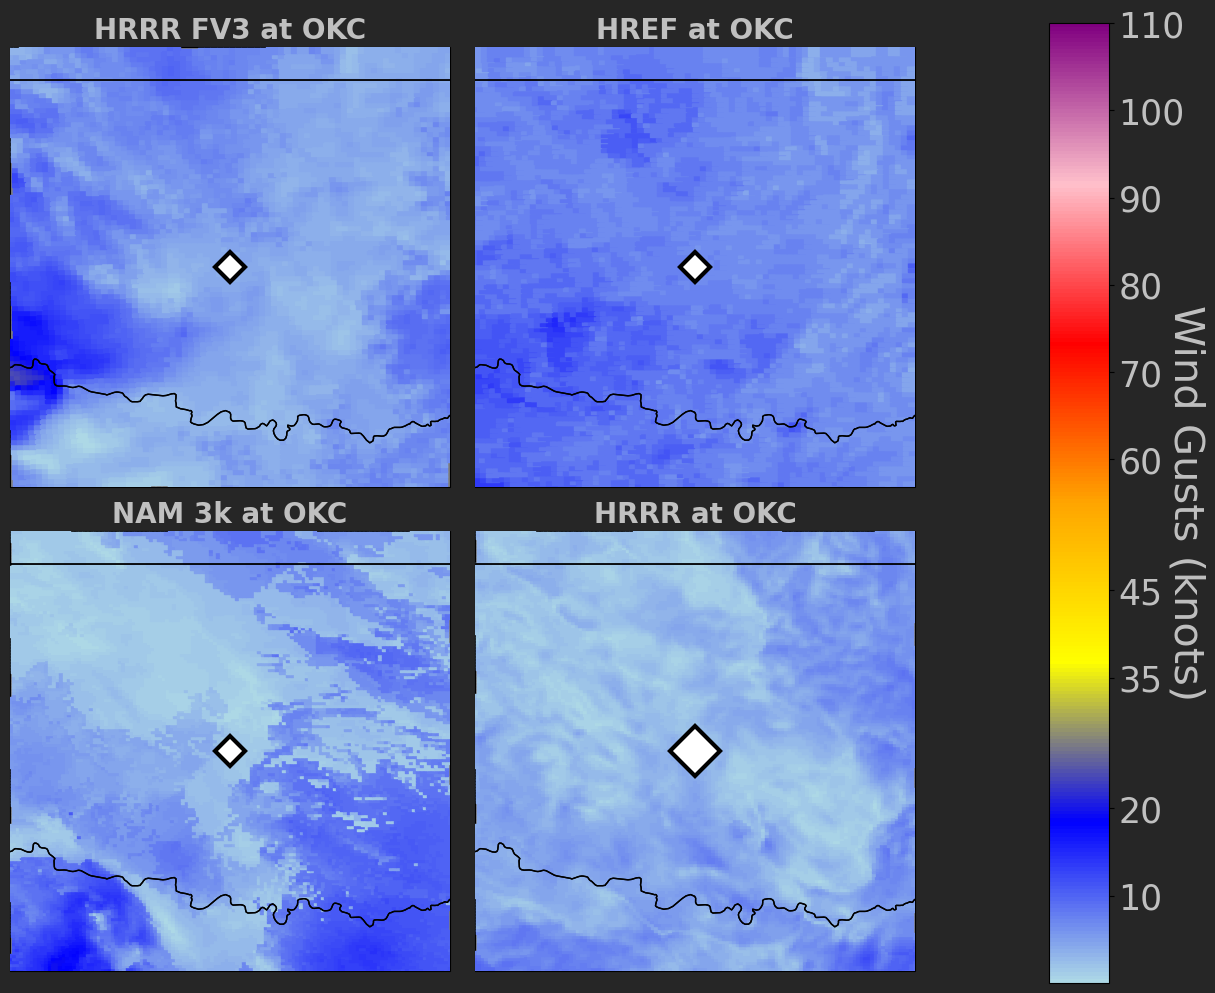 HRRR FV3 at OKC
HREF at OKC
NAM 3k at OKC
HRRR at OKC
110
100
90
80
70
60
45
35
20
10
Wind Gusts (knots)